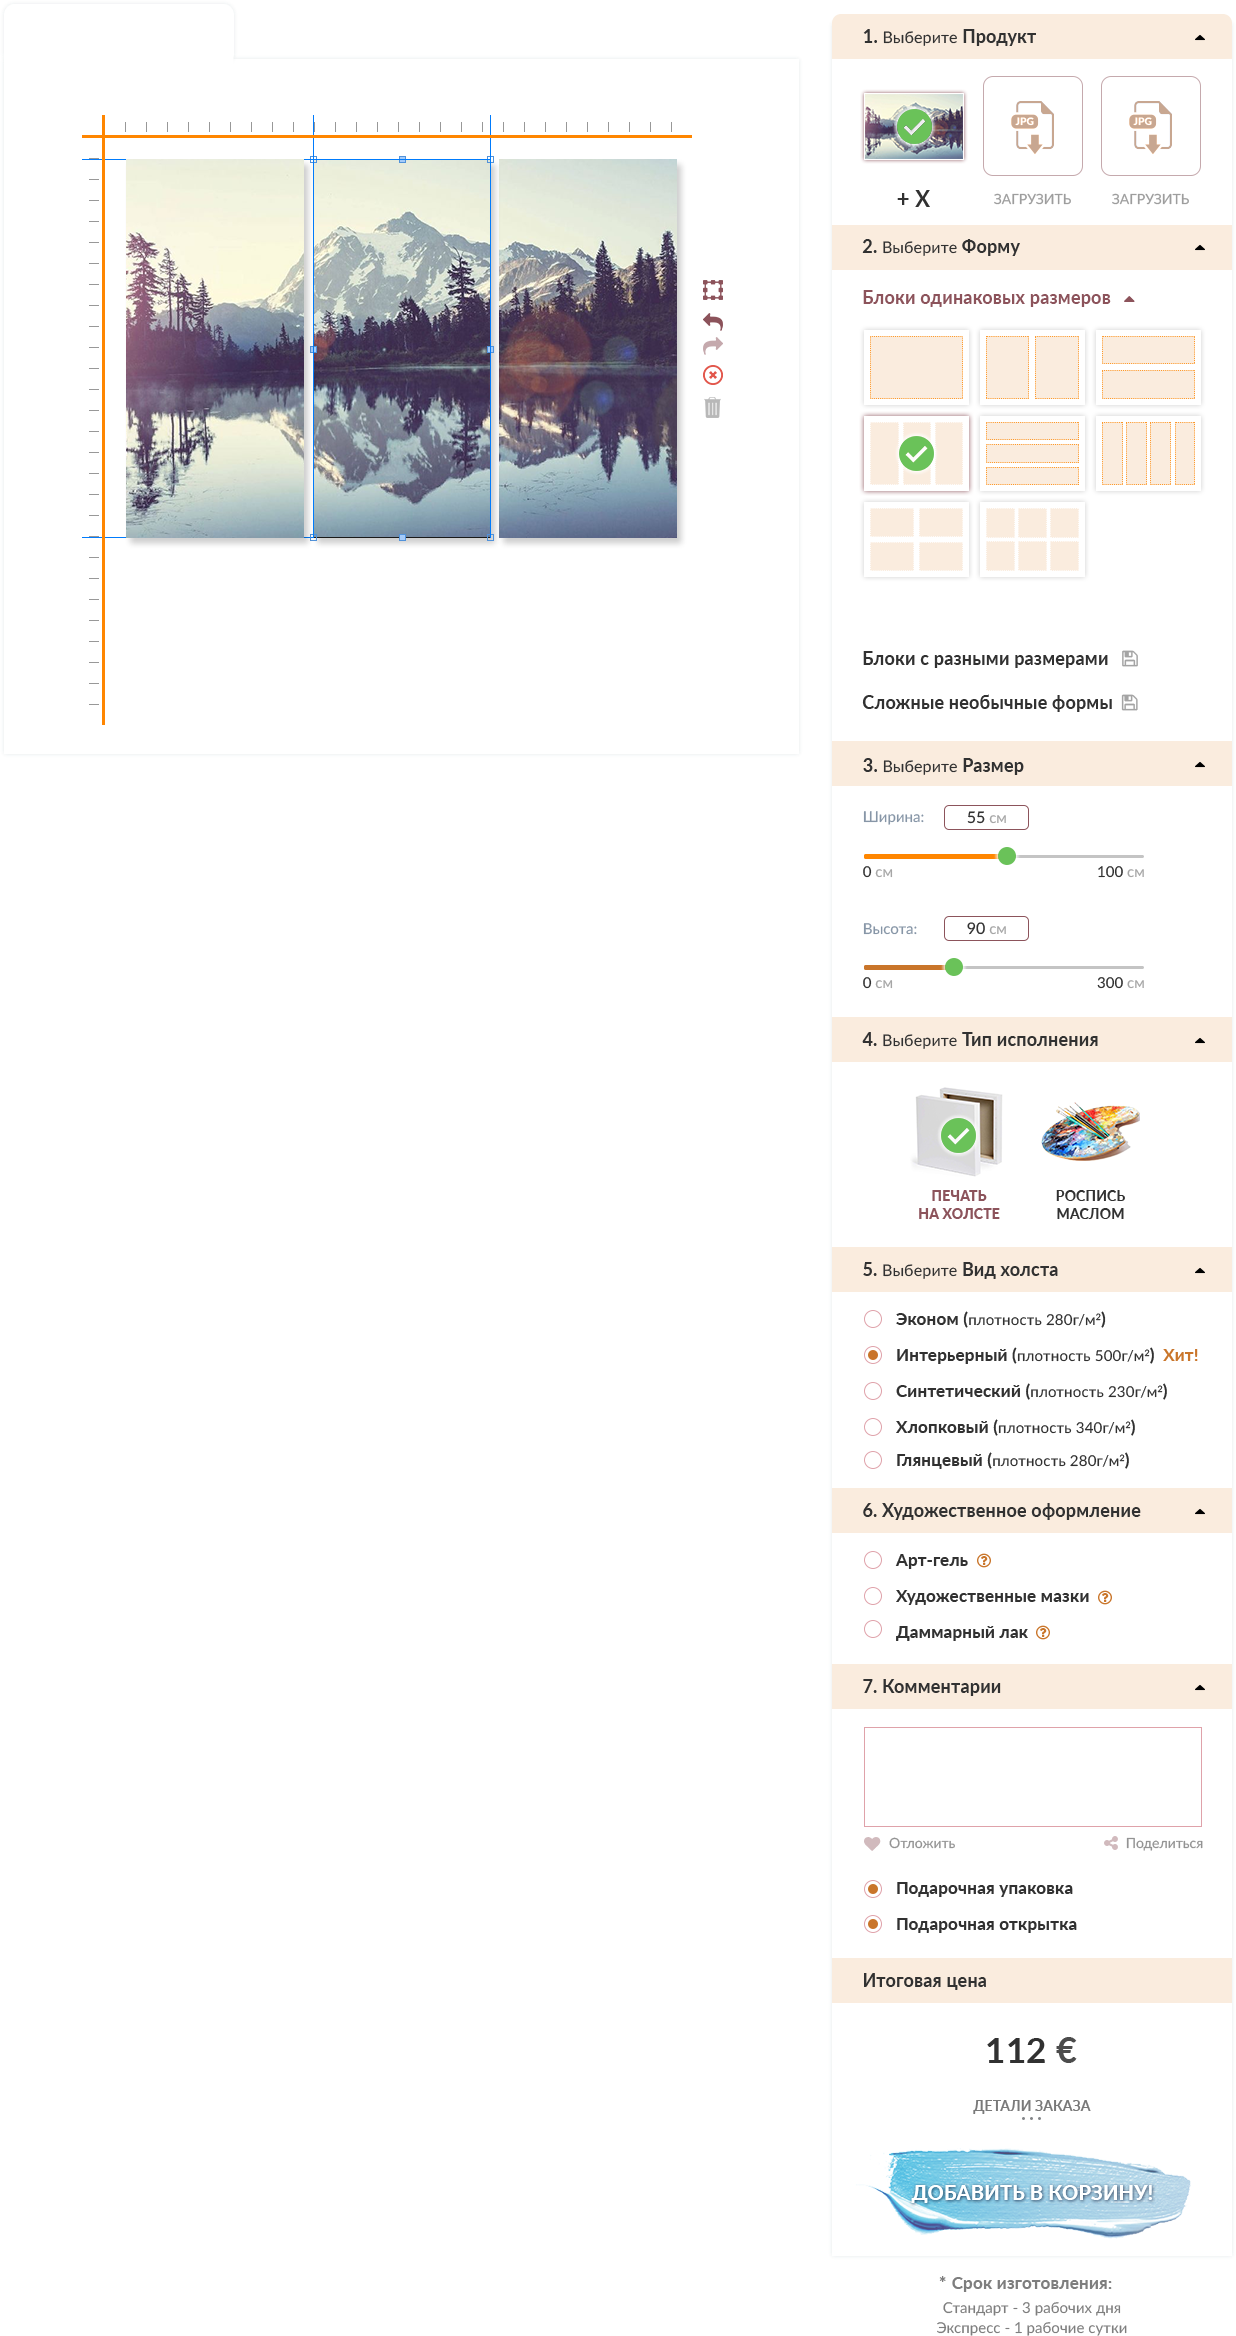 1. Выберите Продукт
JPG
JPG
+ X
ЗАГРУЗИТЬ
ЗАГРУЗИТЬ
2. Выберите Форму
Блоки одинаковых размеров
Блоки с разными размерами
Сложные необычные формы
3. Выберите Размер
Ширина: 55 см
0 см 100 см
Высота: 90 см
0 см 300 см
4. Выберите Тип исполнения
ПЕЧАТЬ
НА ХОЛСТЕ
РОСПИСЬ
МАСЛОМ
5. Выберите Вид холста
Эконом (плотность 280г/м²)
Интерьерный (плотность 500г/м²) Хит!
Синтетический (плотность 230г/м²)
Хлопковый (плотность 340г/м²)
Глянцевый (плотность 280г/м²)
6. Художественное оформление
Арт-гель ?
Художественные мазки ?
Даммарный лак ?
7. Комментарии
Отложить Поделиться
Подарочная упаковка
Подарочная открытка
Итоговая цена
112 €
ДЕТАЛИ ЗАКАЗА
...
ДОБАВИТЬ В КОРЗИНУ!
* Срок изготовления:
Стандарт - 3 рабочих дня
Экспресс - 1 рабочие сутки